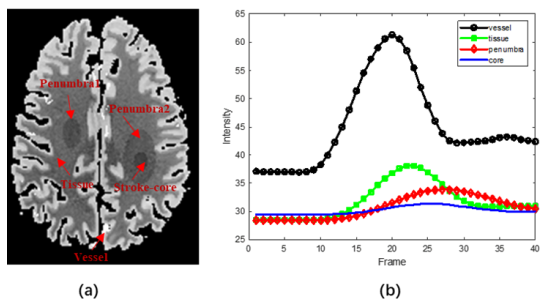 Penumbra1
Penumbra2
Tissue
Stroke-core
Vessel
(a)
65
60
55
50
45
40
35
30
25
Intensity
0
5
10
15
20
25
30
35
40
Frame
vessel
tissue
penumbra
core
(b)